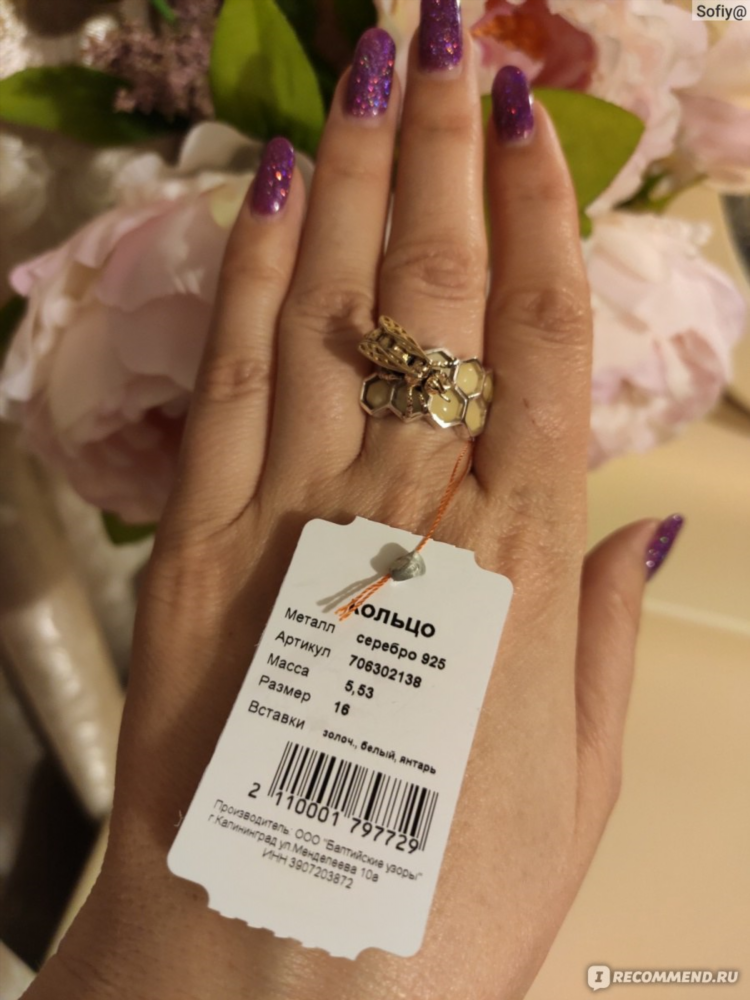 Sofiy@
кольцо
Металл серебро 925
Артикул 706302138
Масса 5,53
Размер 16
Вставки золоч., белый, янтарь
2 110001 797729
Производитель: ООО "Балтийские узоры"
г.Калининград ул.Менделеева 10а
ИНН 3907203872
I RECOMMEND.RU